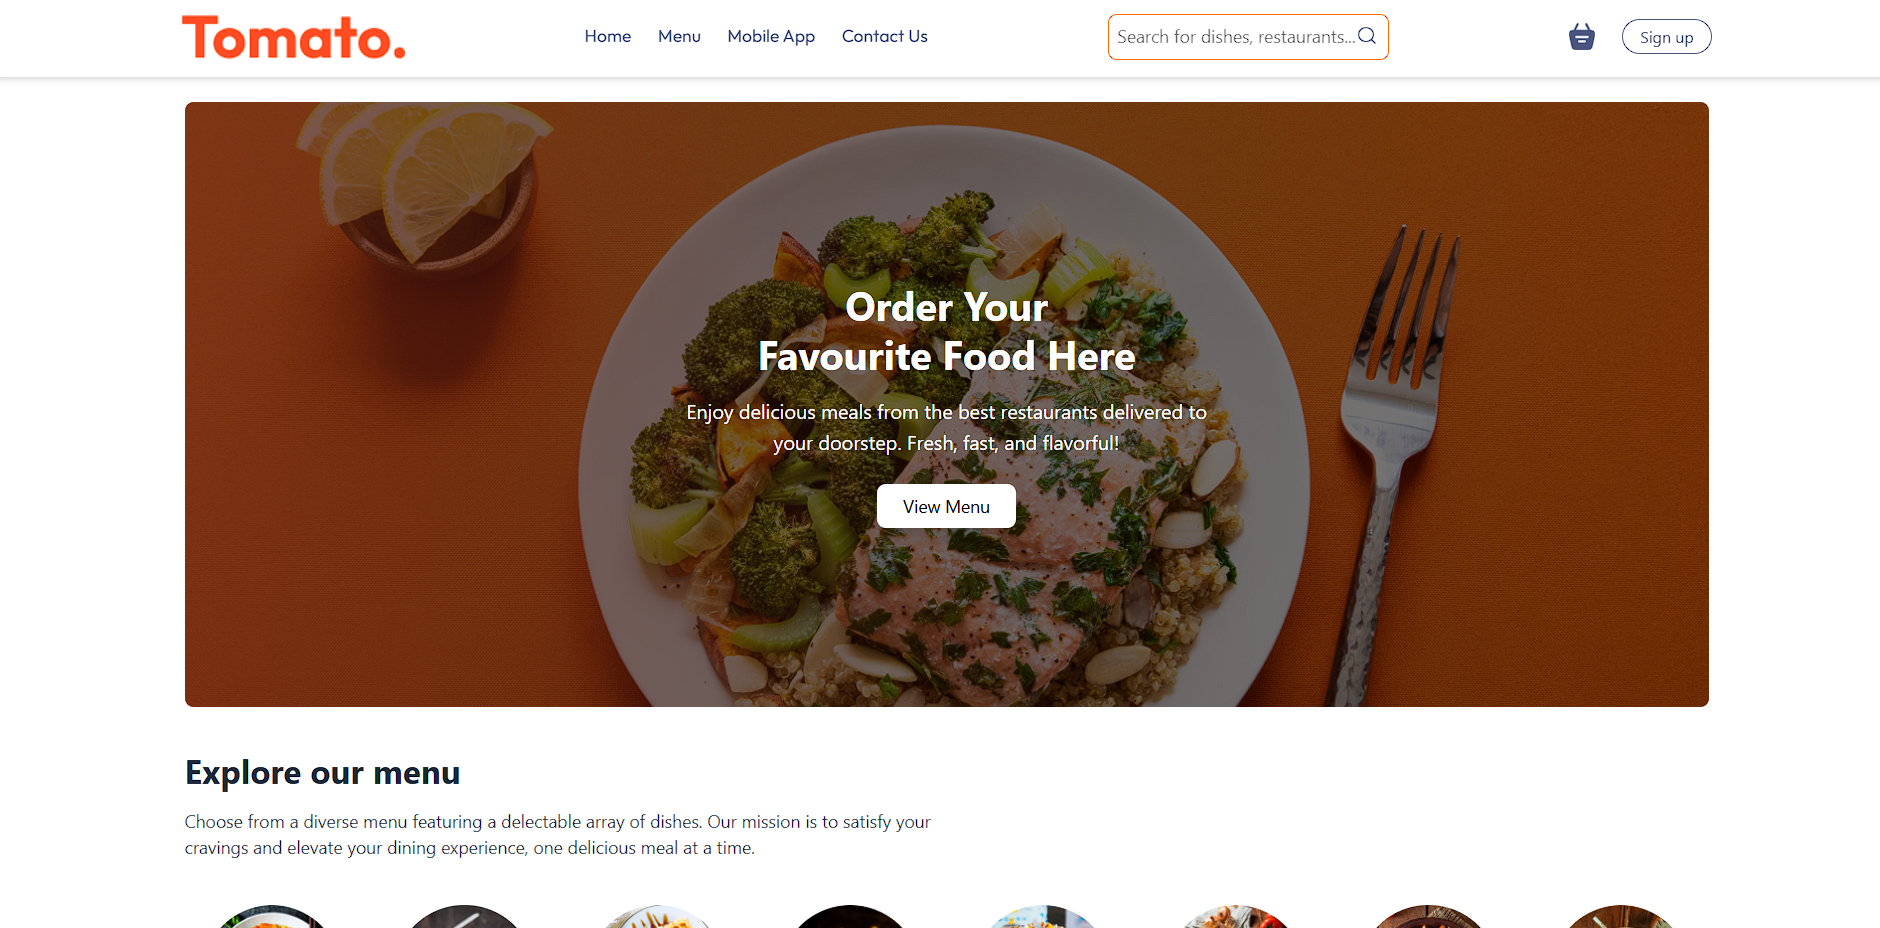 Tomato.
Home Menu Mobile App Contact Us
Search for dishes, restaurants...
Sign up
Order Your
Favourite Food Here
Enjoy delicious meals from the best restaurants delivered to
your doorstep. Fresh, fast, and flavorful!
View Menu
Explore our menu
Choose from a diverse menu featuring a delectable array of dishes. Our mission is to satisfy your
cravings and elevate your dining experience, one delicious meal at a time.